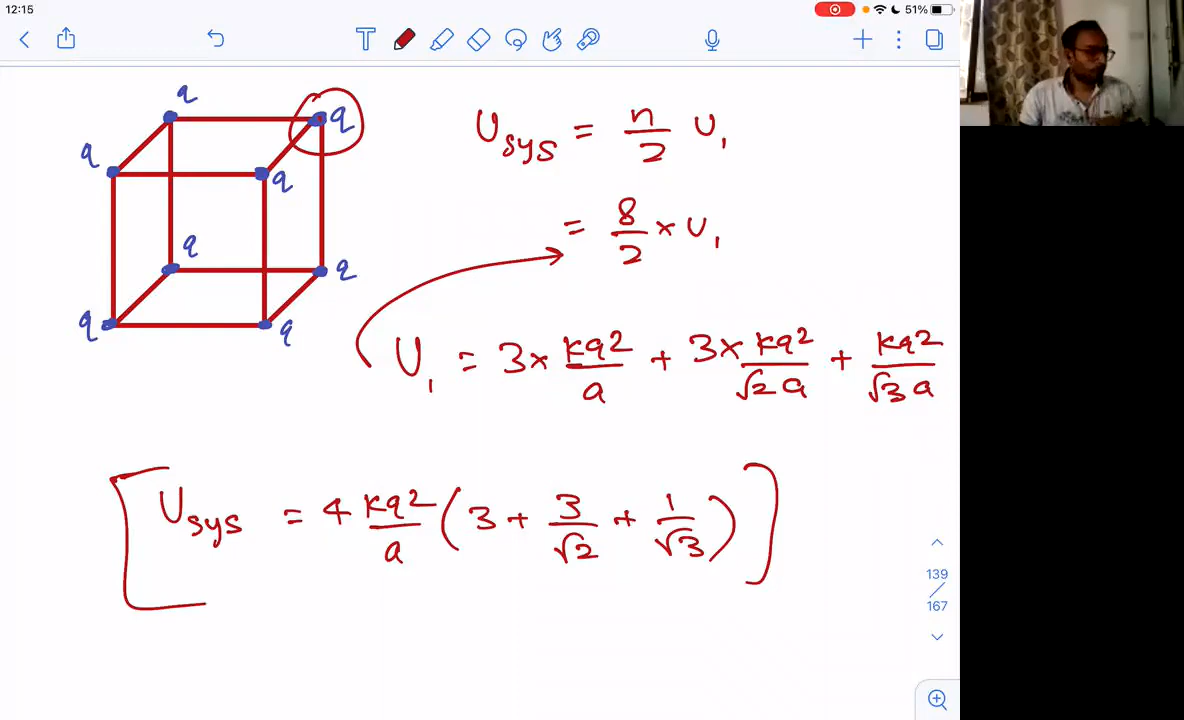 12:15
51%
T
q
q
q
q
q
q
q
q
U_sys = n/2 U_1
= 8/2 × U_1
U_1 = 3 × kq²/a + 3 × kq²/√2 a + kq²/√3 a
U_sys = 4 kq²/a (3 + 3/√2 + 1/√3)
139
/
167